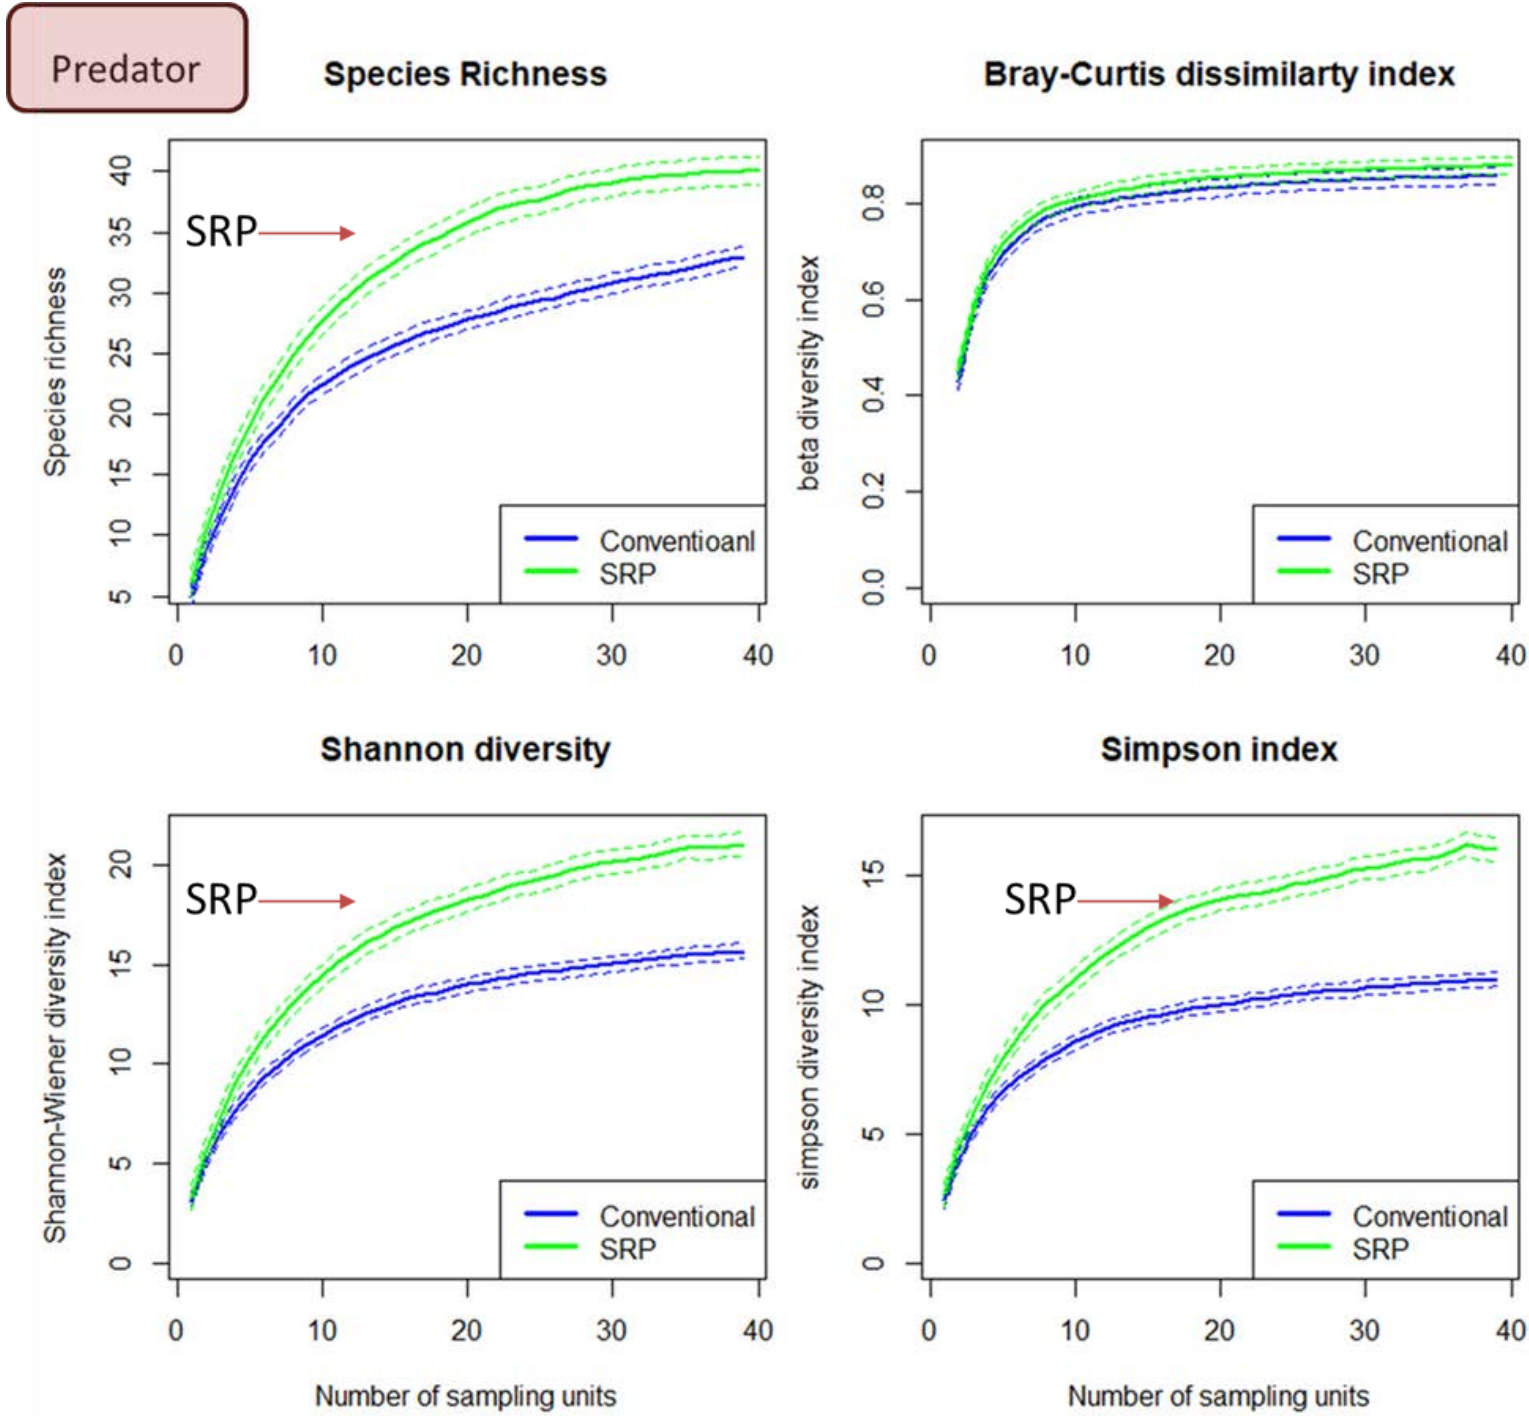 Predator
Species Richness
Species richness
40
35
30
25
20
15
10
5
SRP
Conventioanl
SRP
0 10 20 30 40
Bray-Curtis dissimilarty index
beta diversity index
0.8
0.6
0.4
0.2
0.0
Conventional
SRP
0 10 20 30 40
Shannon diversity
Shannon-Wiener diversity index
20
15
10
5
0
SRP
Conventional
SRP
0 10 20 30 40
Number of sampling units
Simpson index
simpson diversity index
15
10
5
0
SRP
Conventional
SRP
0 10 20 30 40
Number of sampling units